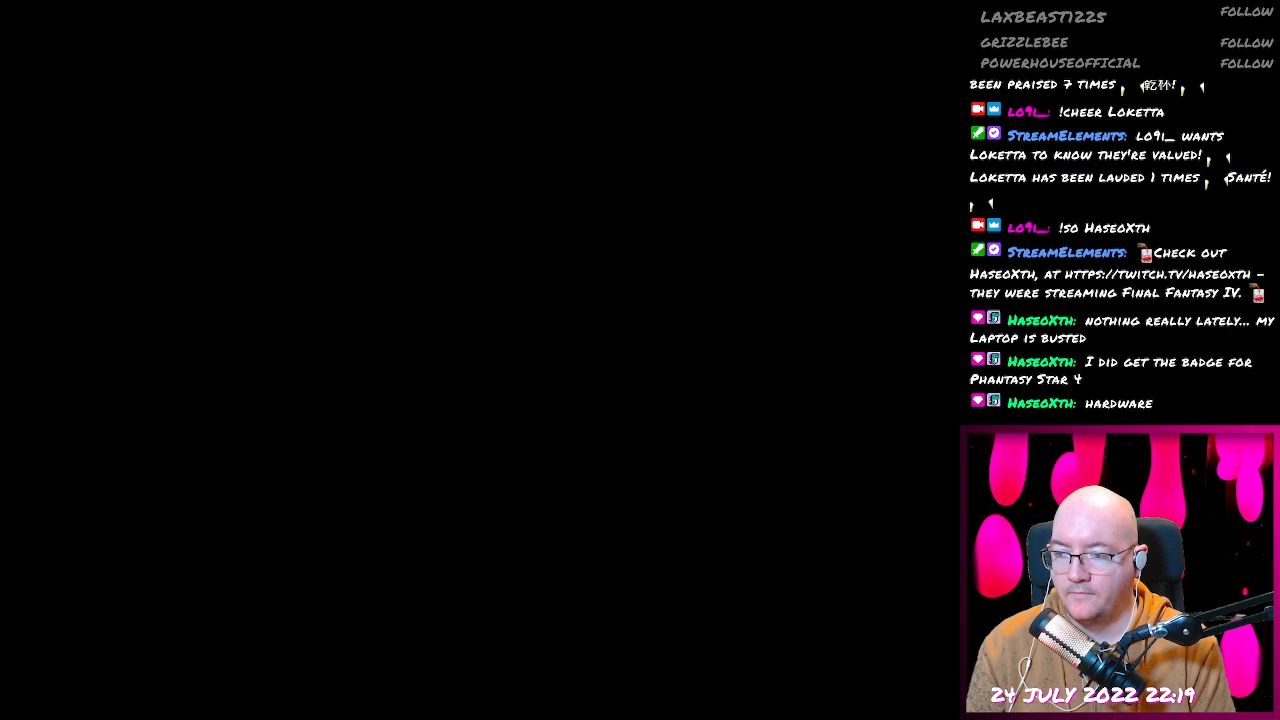 LAXBEAST1225 FOLLOW
GRIZZLEBEE FOLLOW
POWERHOUSEOFFICIAL FOLLOW
BEEN PRAISED 7 TIMES 乾杯!
LO9I_: !CHEER LOKETTA
STREAMELEMENTS: LO9I_ WANTS
LOKETTA TO KNOW THEY'RE VALUED!
LOKETTA HAS BEEN LAUDED 1 TIMES SANTÉ!
LO9I_: !SO HASEOXTH
STREAMELEMENTS: CHECK OUT
HASEOXTH, AT HTTPS://TWITCH.TV/HASEOXTH -
THEY WERE STREAMING FINAL FANTASY IV.
HASEOXTH: NOTHING REALLY LATELY... MY
LAPTOP IS BUSTED
HASEOXTH: I DID GET THE BADGE FOR
PHANTASY STAR 4
HASEOXTH: HARDWARE
24 JULY 2022 22:19